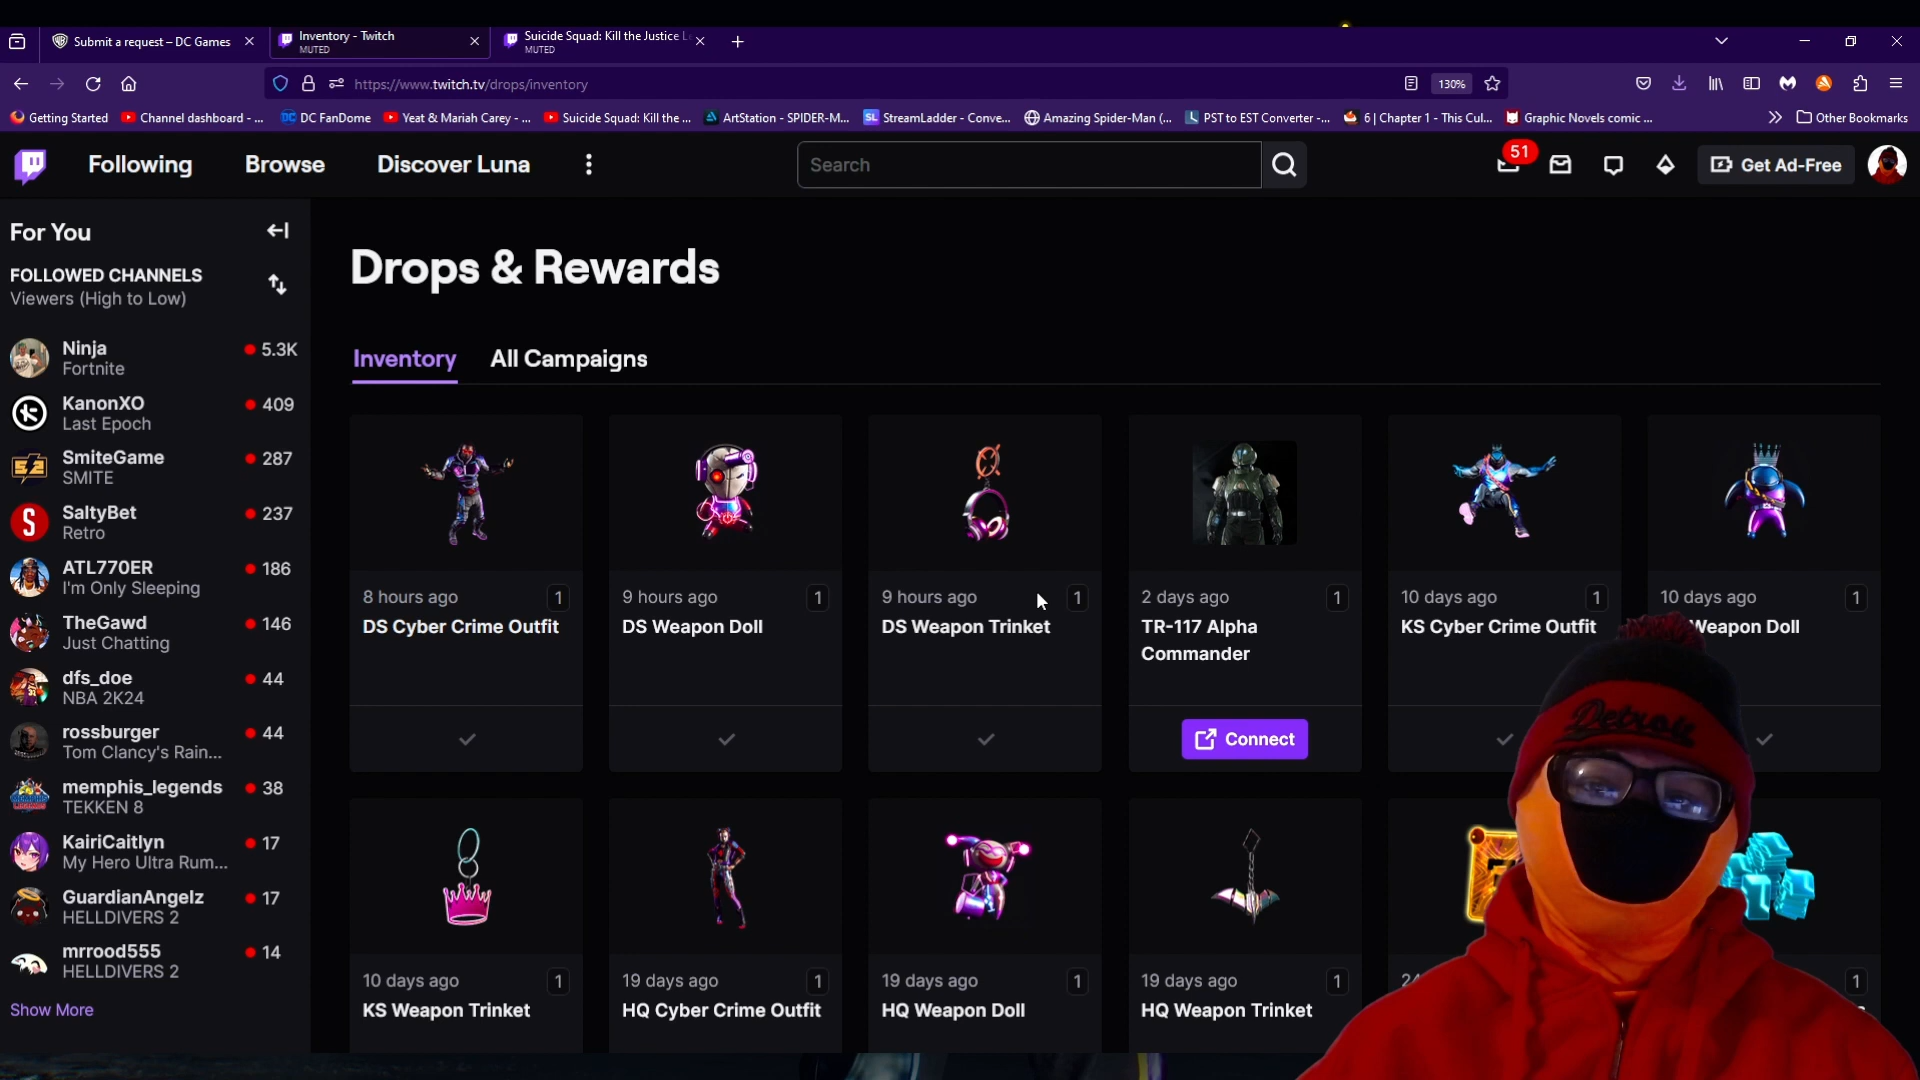 Submit a request – DC Games
Inventory - Twitch
MUTED
Suicide Squad: Kill the Justice L
MUTED
https://www.twitch.tv/drops/inventory
130%
Getting Started
Channel dashboard - ...
DC FanDome
Yeat & Mariah Carey - ...
Suicide Squad: Kill the ...
ArtStation - SPIDER-M...
StreamLadder - Conve...
Amazing Spider-Man (...
PST to EST Converter -...
6 | Chapter 1 - This Cul...
Graphic Novels comic ...
Other Bookmarks
Following
Browse
Discover Luna
Search
51
Get Ad-Free
For You
FOLLOWED CHANNELS
Viewers (High to Low)
Ninja
5.3K
Fortnite
KanonXO
409
Last Epoch
SmiteGame
287
SMITE
SaltyBet
237
Retro
ATL770ER
186
I'm Only Sleeping
TheGawd
146
Just Chatting
dfs_doe
44
NBA 2K24
rossburger
44
Tom Clancy's Rain...
memphis_legends
38
TEKKEN 8
KairiCaitlyn
17
My Hero Ultra Rum...
GuardianAngelz
17
HELLDIVERS 2
mrrood555
14
HELLDIVERS 2
Show More
Drops & Rewards
Inventory
All Campaigns
8 hours ago
1
DS Cyber Crime Outfit
9 hours ago
1
DS Weapon Doll
9 hours ago
1
DS Weapon Trinket
2 days ago
1
TR-117 Alpha
Commander
Connect
10 days ago
1
KS Cyber Crime Outfit
10 days ago
1
Weapon Doll
10 days ago
1
KS Weapon Trinket
19 days ago
1
HQ Cyber Crime Outfit
19 days ago
1
HQ Weapon Doll
19 days ago
1
HQ Weapon Trinket
1
Detroit